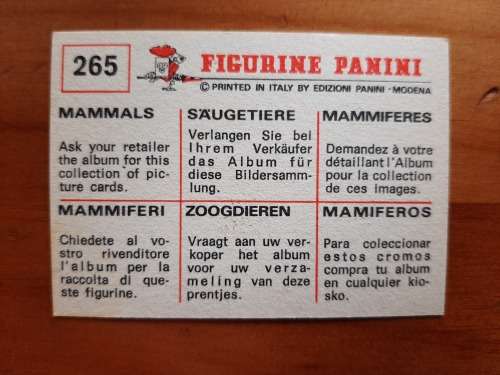 265
FIGURINE PANINI
© PRINTED IN ITALY BY EDIZIONI PANINI - MODENA
MAMMALS
Ask your retailer
the album for this
collection of pic-
ture cards.
SÄUGETIERE
Verlangen Sie bei
Ihrem Verkäufer
das Album für
diese Bildersamm-
lung.
MAMMIFERES
Demandez à votre
détaillant l'Album
pour la collection
de ces images.
MAMMIFERI
Chiedete al vo-
stro rivenditore
l'album per la
raccolta di que-
ste figurine.
ZOOGDIEREN
Vraagt aan uw ver-
koper het album
voor uw verza-
meling van deze
prentjes.
MAMIFEROS
Para coleccionar
estos cromos
compra tu album
en cualquier kio-
sko.